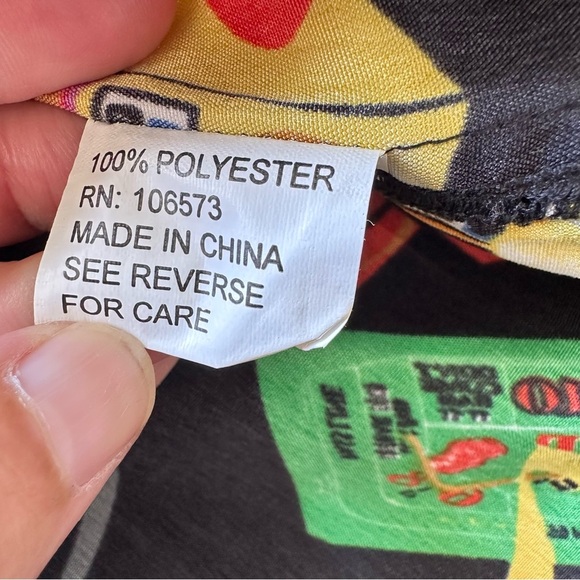 100% POLYESTER
RN: 106573
MADE IN CHINA
SEE REVERSE
FOR CARE